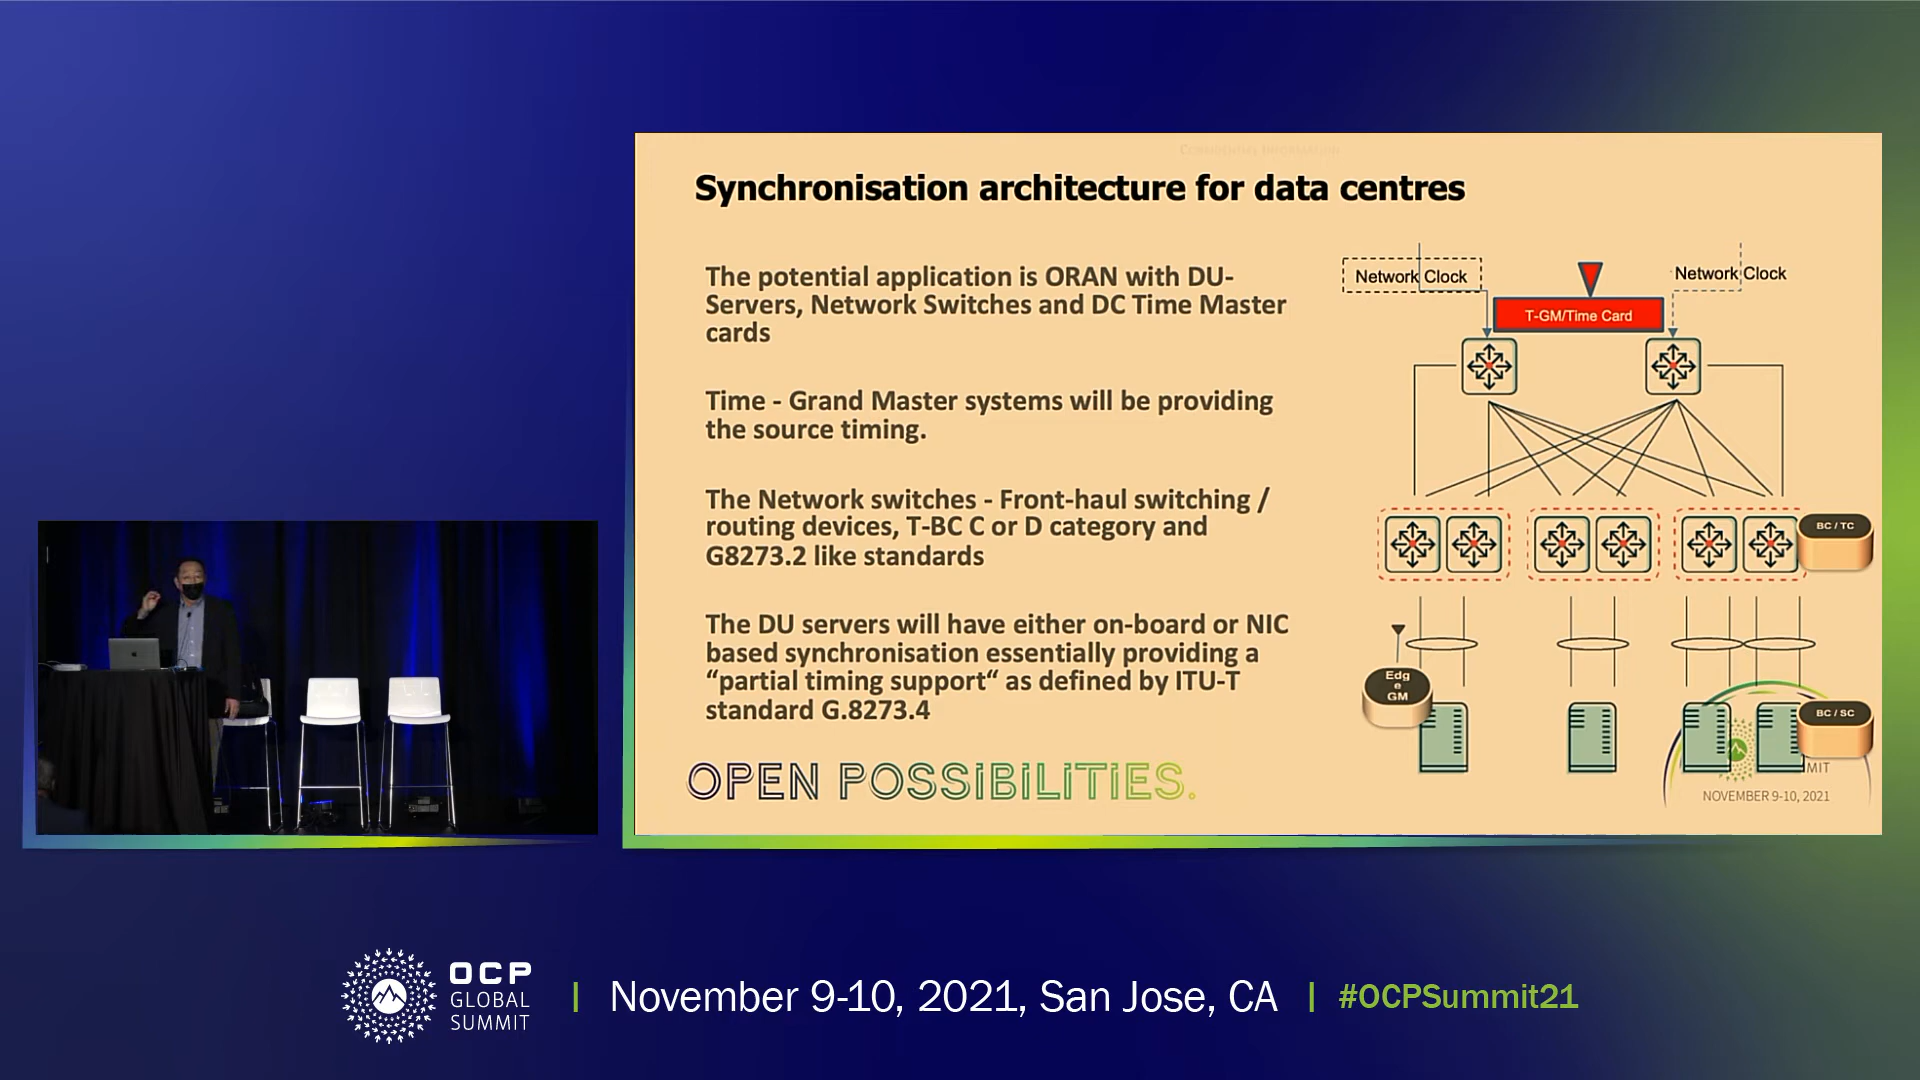 Confidential Information
Synchronisation architecture for data centres
The potential application is ORAN with DU-
Servers, Network Switches and DC Time Master
cards
Time - Grand Master systems will be providing
the source timing.
The Network switches - Front-haul switching /
routing devices, T-BC C or D category and
G8273.2 like standards
The DU servers will have either on-board or NIC
based synchronisation essentially providing a
“partial timing support“ as defined by ITU-T
standard G.8273.4
OPEN POSSIBILITIES.
Network Clock
Network Clock
T-GM/Time Card
BC / TC
Edg
e
GM
BC / SC
MIT
NOVEMBER 9-10, 2021
OCP
GLOBAL
SUMMIT
November 9-10, 2021, San Jose, CA
#OCPSummit21